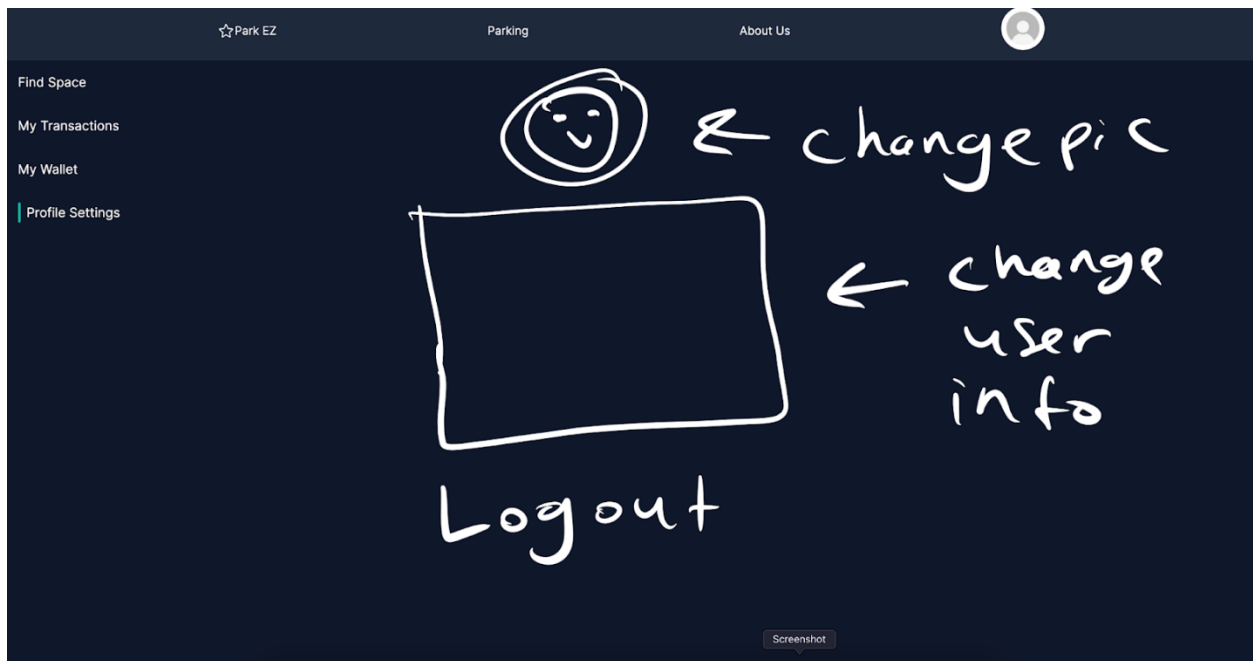 ☆Park EZ Parking About Us
Find Space
My Transactions
My Wallet
Profile Settings
change pic
change
user
info
Logout
Screenshot